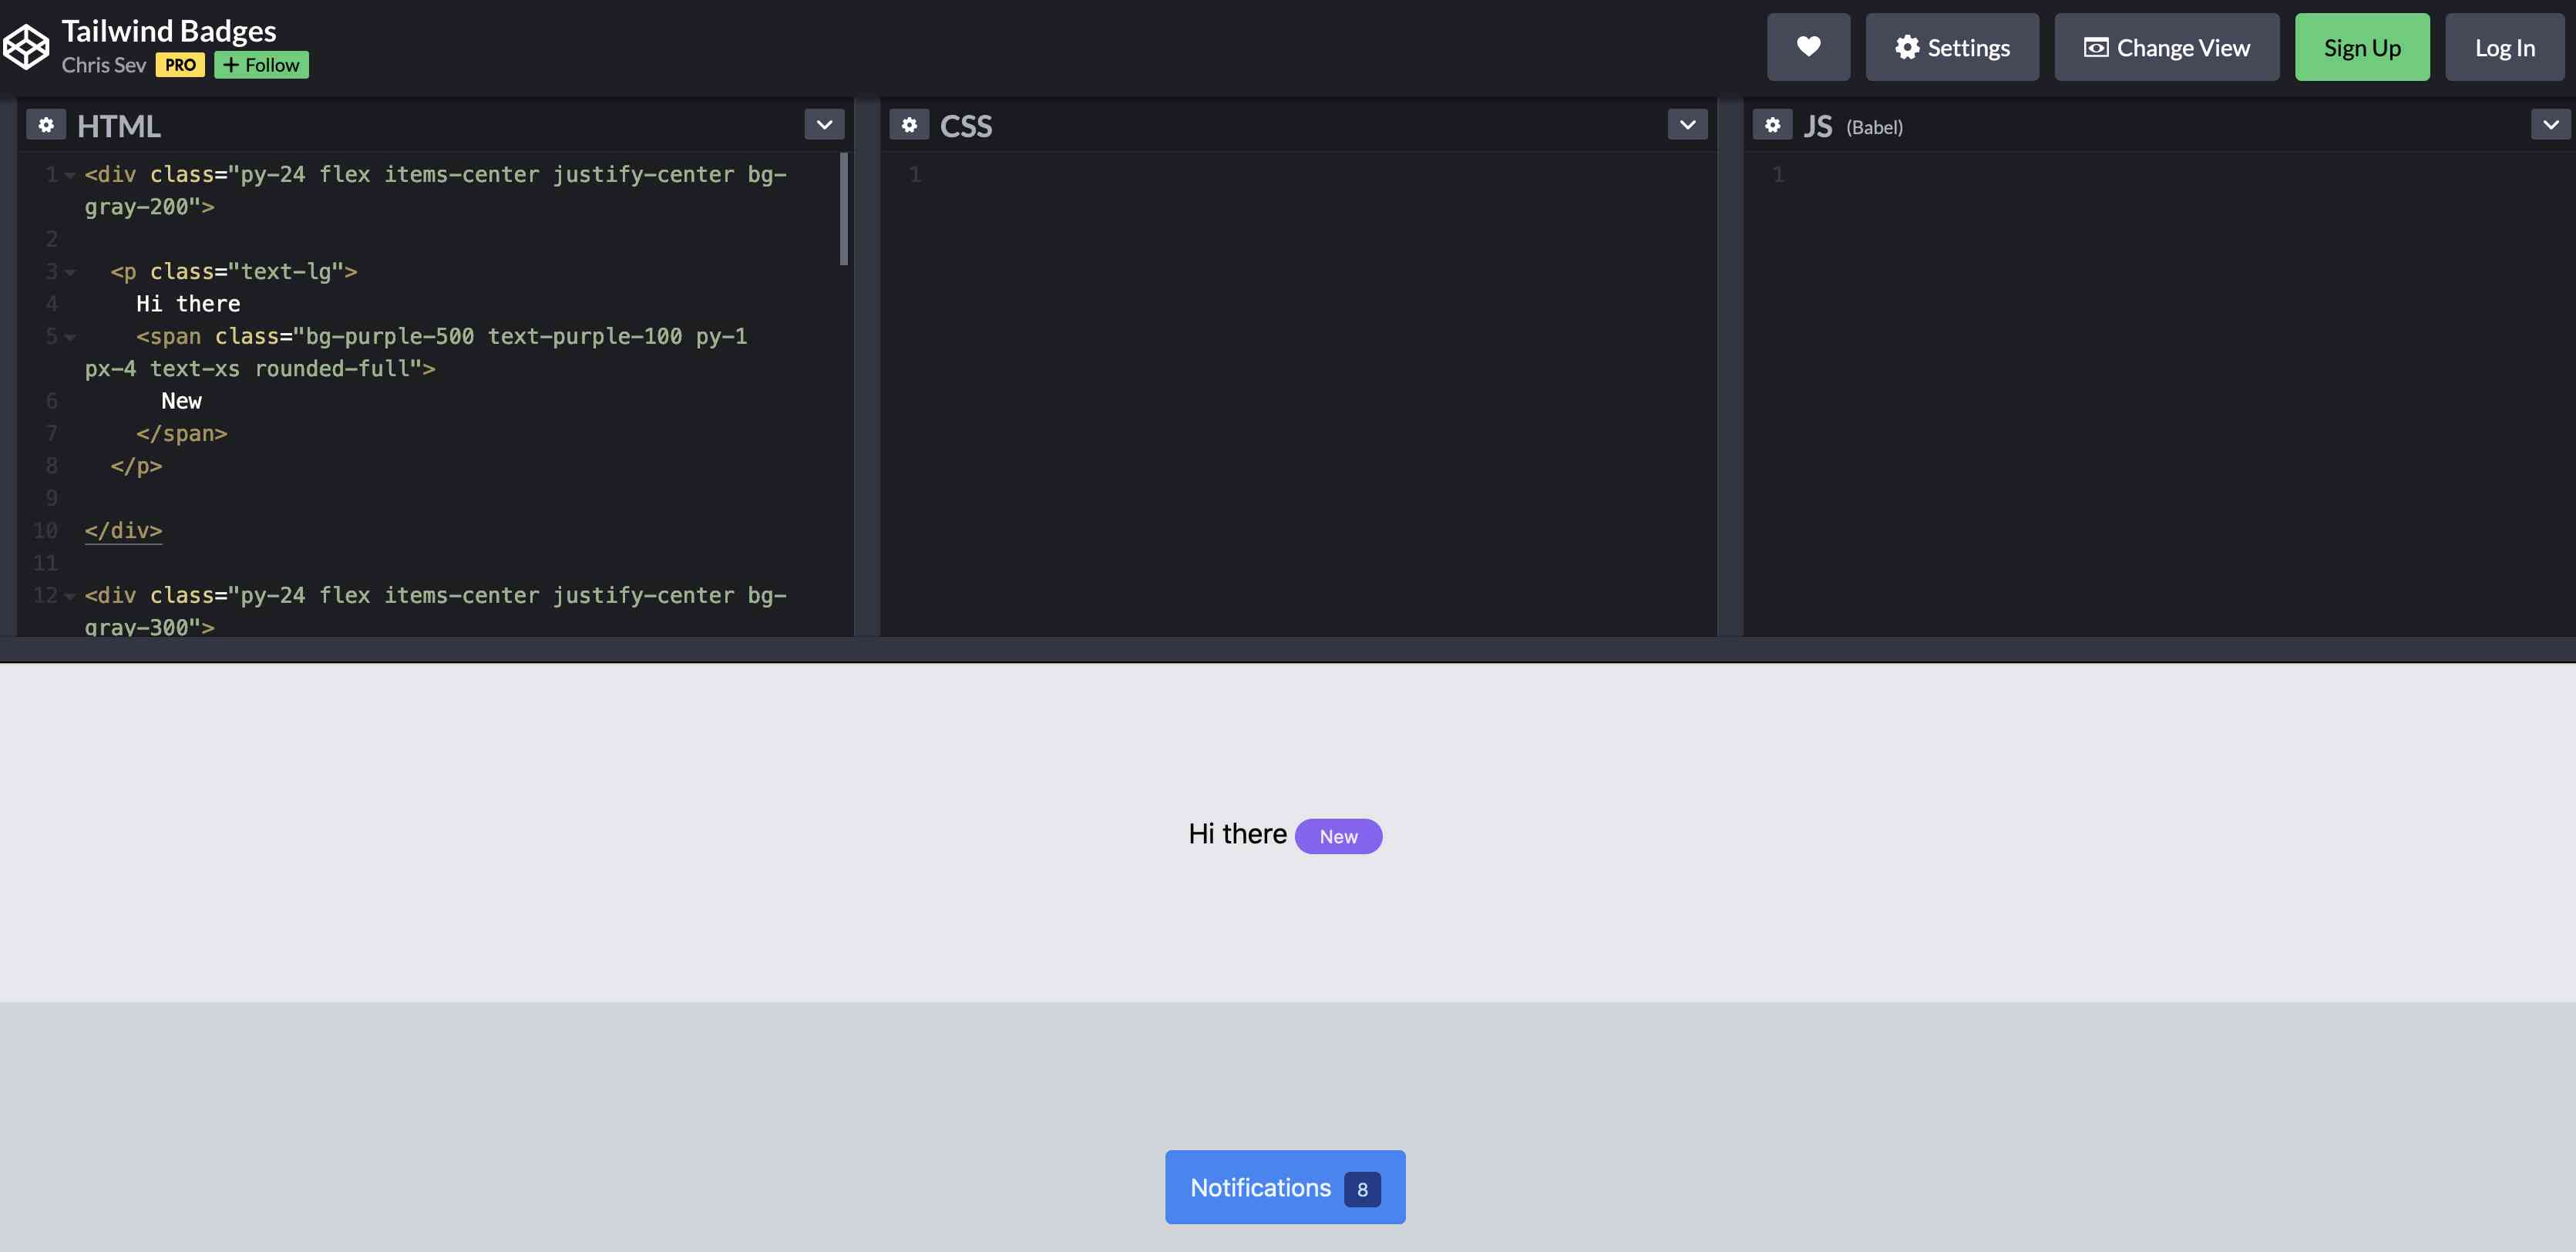 Tailwind Badges
Chris Sev PRO + Follow
Settings Change View Sign Up Log In
HTML
1 <div class="py-24 flex items-center justify-center bg-
gray-200">
2
3 <p class="text-lg">
4 Hi there
5 <span class="bg-purple-500 text-purple-100 py-1
px-4 text-xs rounded-full">
6 New
7 </span>
8 </p>
9
10 </div>
11
12 <div class="py-24 flex items-center justify-center bg-
gray-300">
CSS
1
JS (Babel)
1
Hi there New
Notifications 8